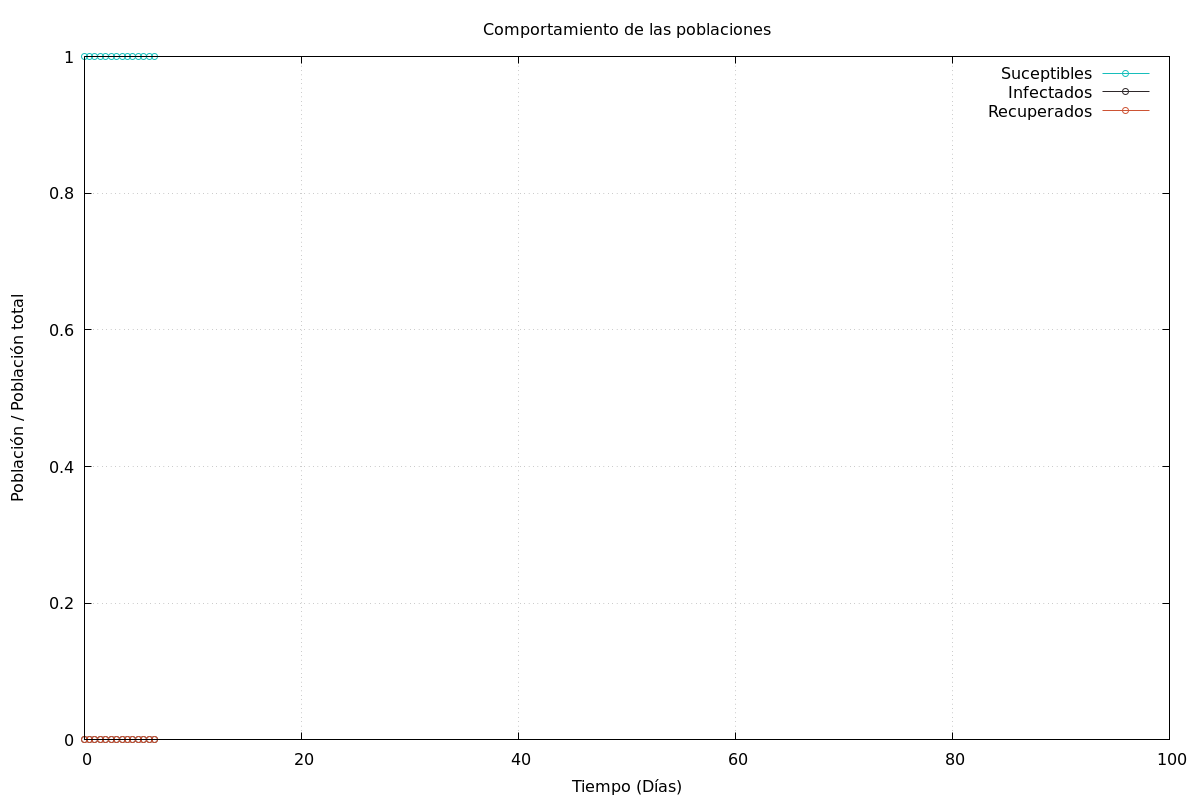 Comportamiento de las poblaciones
Suceptibles
Infectados
Recuperados
1
0.8
0.6
0.4
0.2
0
Población / Población total
0 20 40 60 80 100
Tiempo (Días)